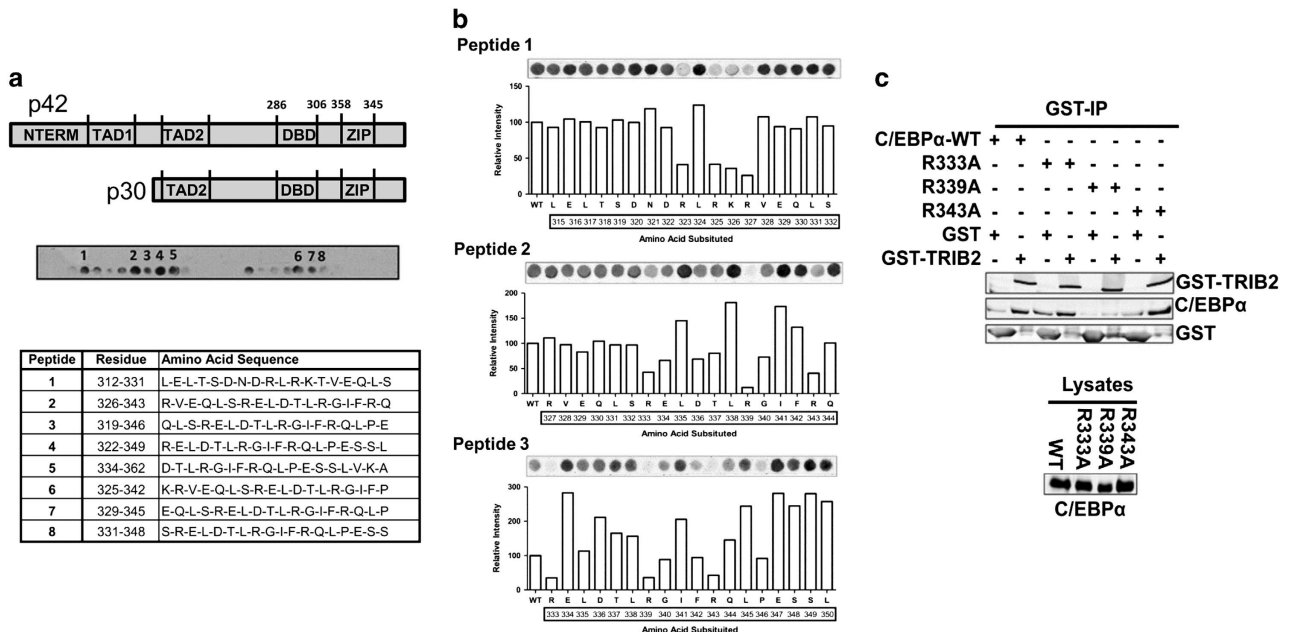 a
p42
286 306 358 345
NTERM TAD1 TAD2 DBD ZIP
p30
TAD2 DBD ZIP
1 2 3 4 5 6 7 8
Peptide Residue Amino Acid Sequence
1 312-331 L-E-L-T-S-D-N-D-R-L-R-K-T-V-E-Q-L-S
2 326-343 R-V-E-Q-L-S-R-E-L-D-T-L-R-G-I-F-R-Q
3 319-346 Q-L-S-R-E-L-D-T-L-R-G-I-F-R-Q-L-P-E
4 322-349 R-E-L-D-T-L-R-G-I-F-R-Q-L-P-E-S-S-L
5 334-362 D-T-L-R-G-I-F-R-Q-L-P-E-S-S-L-V-K-A
6 325-342 K-R-V-E-Q-L-S-R-E-L-D-T-L-R-G-I-F-P
7 329-345 E-Q-L-S-R-E-L-D-T-L-R-G-I-F-R-Q-L-P
8 331-348 S-R-E-L-D-T-L-R-G-I-F-R-Q-L-P-E-S-S
b
Peptide 1
Relative Intensity
150
100
50
0
WT L E L T S D N D R L R K R V E Q L S
315 316 317 318 319 320 321 322 323 324 325 326 327 328 329 330 331 332
Amino Acid Subsituted
Peptide 2
Relative Intensity
200
150
100
50
0
WT R V E Q L S R E L D T L R G I F R Q
327 328 329 330 331 332 333 334 335 336 337 338 339 340 341 342 343 344
Amino Acid Subsituted
Peptide 3
Relative Intensity
300
200
100
0
WT R E L D T L R G I F R Q L P E S S L
333 334 335 336 337 338 339 340 341 342 343 344 345 346 347 348 349 350
Amino Acid Subsituted
c
GST-IP
C/EBPα-WT + + - - - - - -
R333A - - + + - - - -
R339A - - - - + + - -
R343A - - - - - - + +
GST + - + - + - + -
GST-TRIB2 - + - + - + - +
GST-TRIB2
C/EBPα
GST
Lysates
WT R333A R339A R343A
C/EBPα